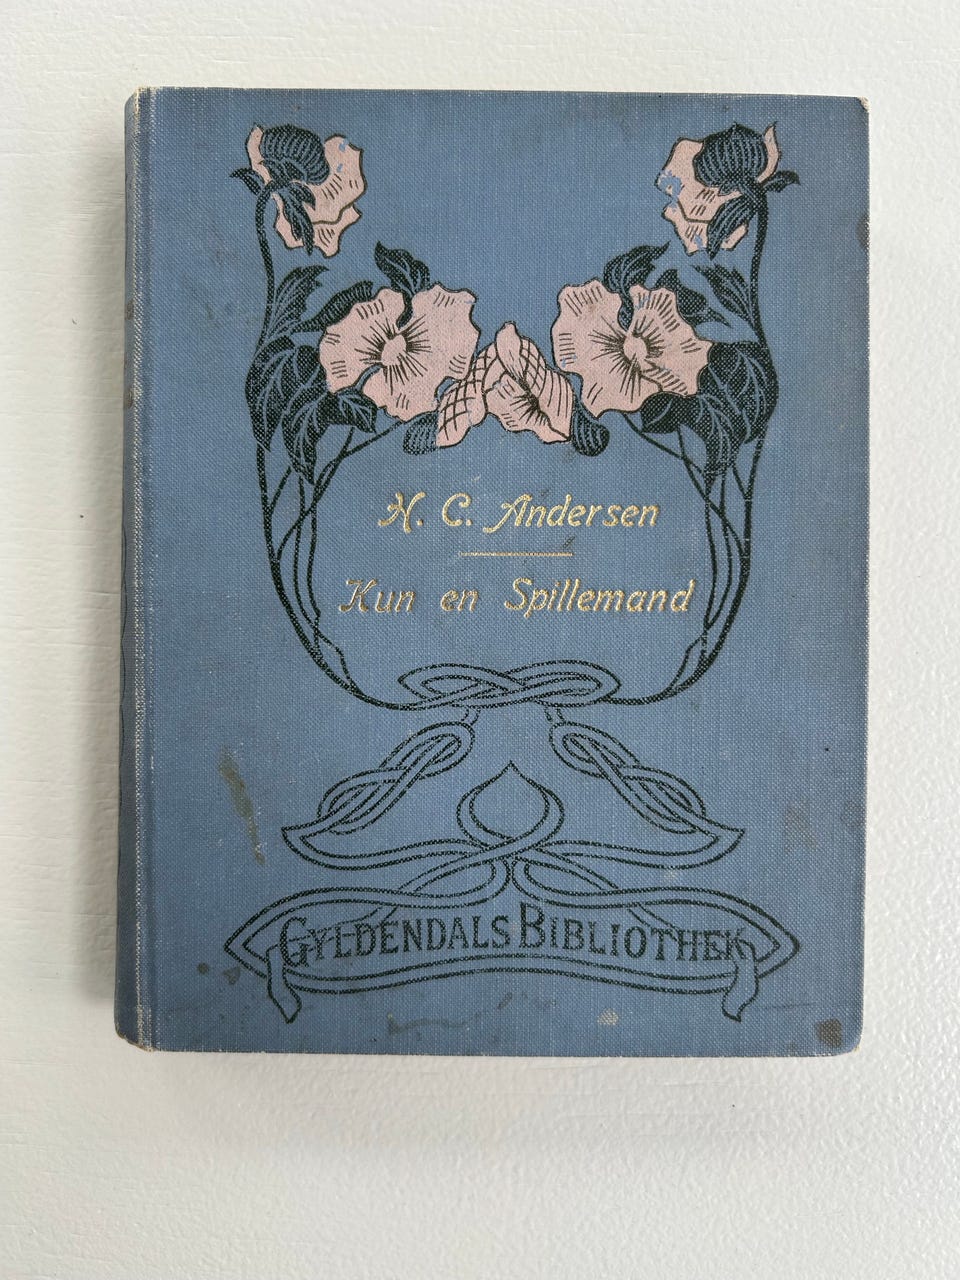 H. C. Andersen
Kun en Spillemand
GYLDENDALS BIBLIOTHEK